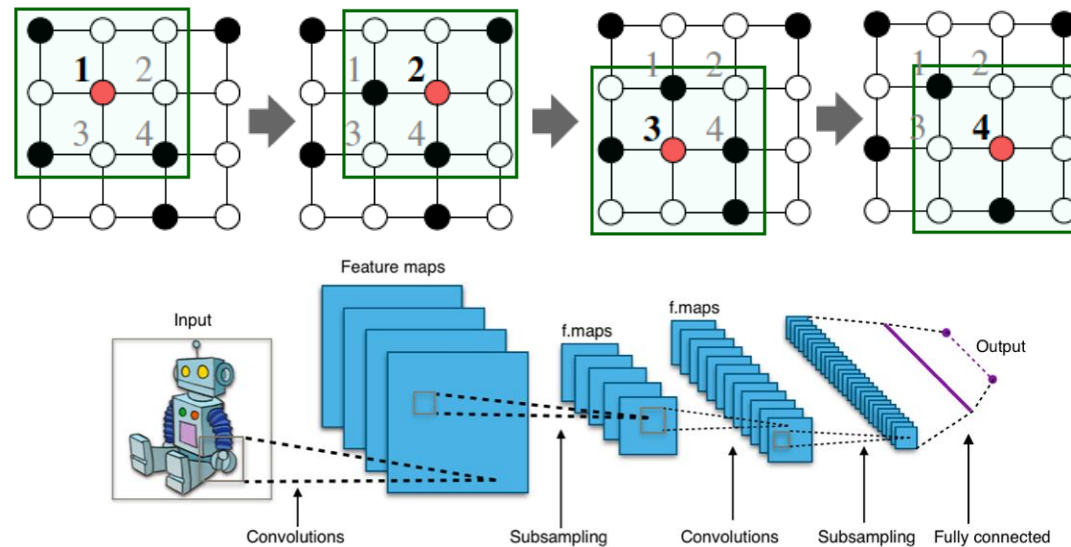 1 2
3 4
1 2
3 4
1 2
3 4
1 2
3 4
Feature maps
Input
f.maps
f.maps
Output
Convolutions
Subsampling
Convolutions
Subsampling
Fully connected